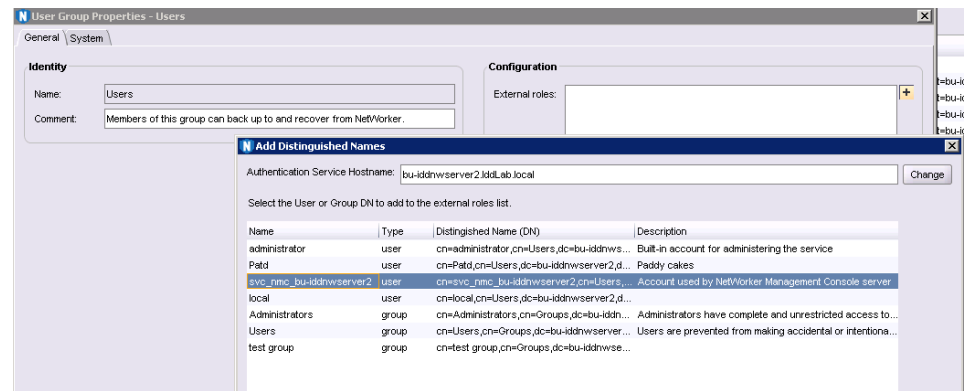 N User Group Properties - Users
General System
Identity
Configuration
Name: Users
External roles:
+
t=bu-ic
Comment: Members of this group can back up to and recover from NetWorker.
t=bu-ic
t=bu-ic
t=bu-ic
N Add Distinguished Names
Authentication Service Hostname: bu-iddnwserver2.lddLab.local Change
Select the User or Group DN to add to the external roles list.
Name Type Distingished Name (DN) Description
administrator user cn=administrator,cn=Users,dc=bu-iddnws... Built-in account for administering the service
Patd user cn=Patd,cn=Users,dc=bu-iddnwserver2,d... Paddy cakes
svc_nmc_bu-iddnwserver2 user cn=svc_nmc_bu-iddnwserver2,cn=Users,... Account used by NetWorker Management Console server
local user cn=local,cn=Users,dc=bu-iddnwserver2,d...
Administrators group cn=Administrators,cn=Groups,dc=bu-iddn... Administrators have complete and unrestricted access to...
Users group cn=Users,cn=Groups,dc=bu-iddnwserver... Users are prevented from making accidental or intentiona...
test group group cn=test group,cn=Groups,dc=bu-iddnwse...